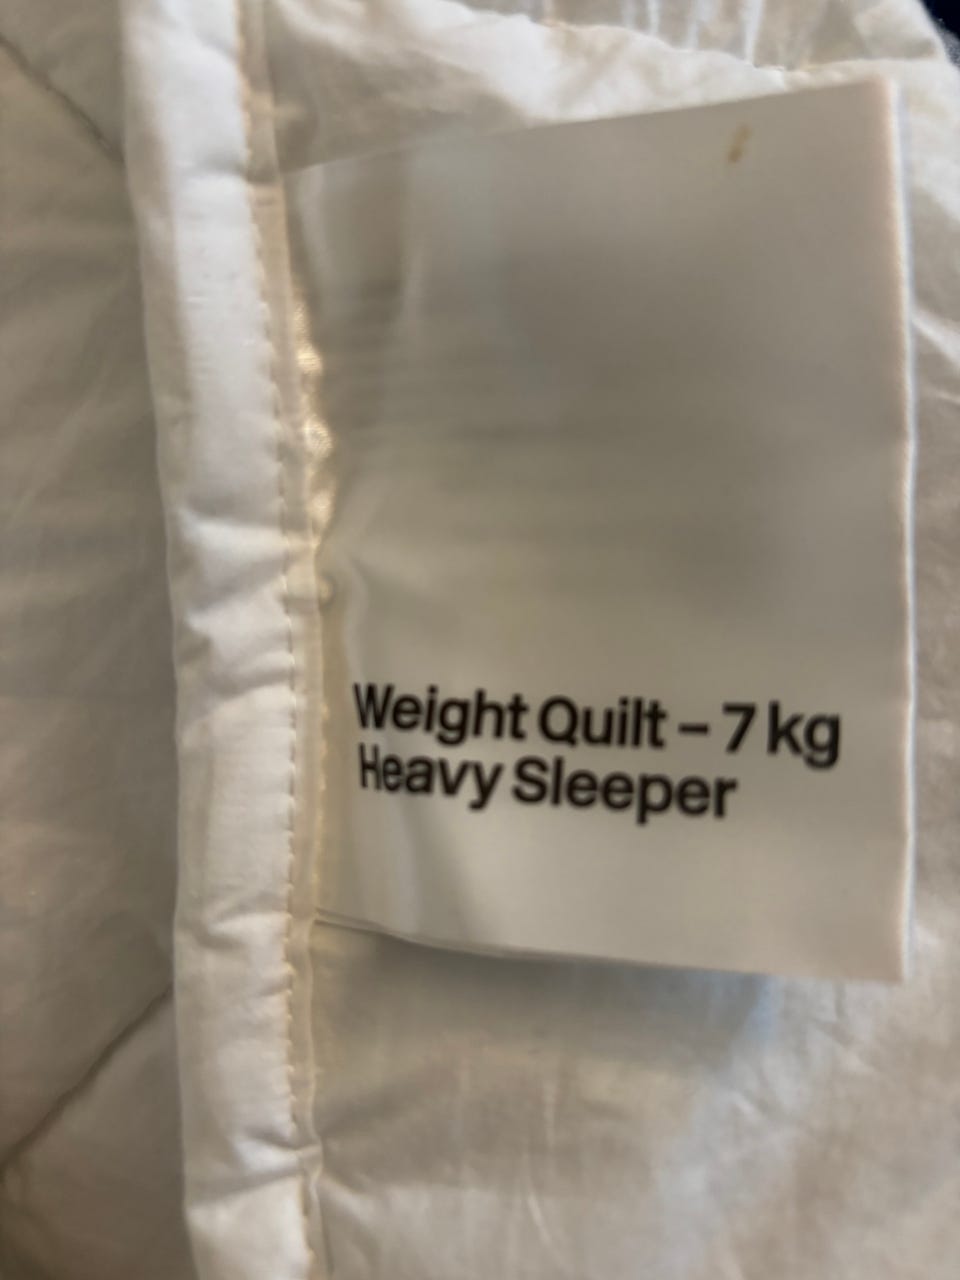 Weight Quilt – 7 kg
Heavy Sleeper